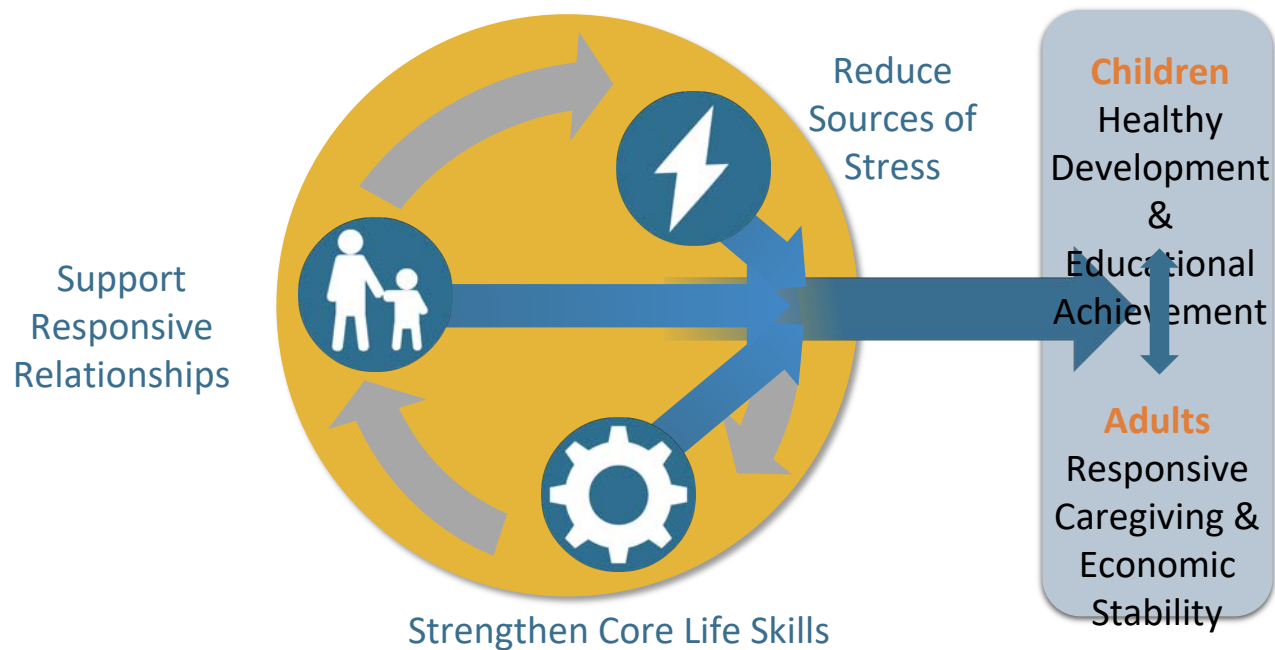 Support
Responsive
Relationships
Reduce
Sources of
Stress
Strengthen Core Life Skills
Children
Healthy
Development
&
Educational
Achievement
Adults
Responsive
Caregiving &
Economic
Stability